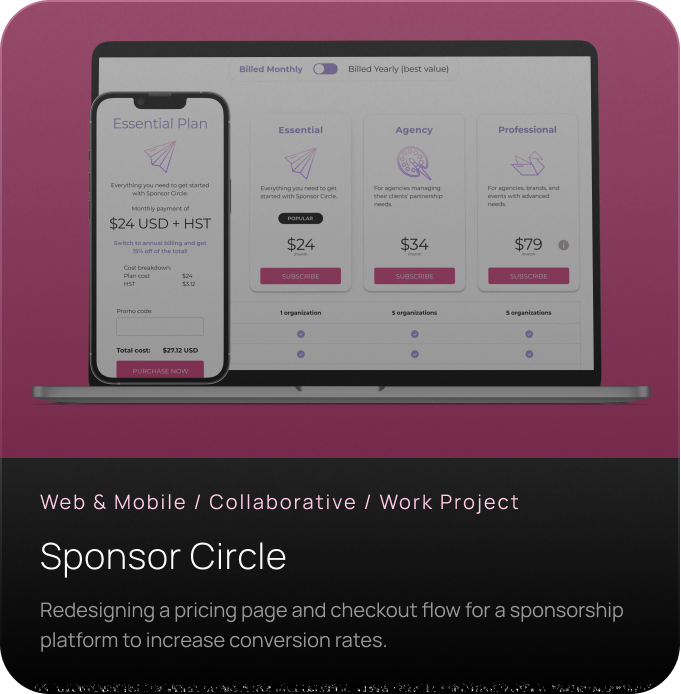 Billed Monthly Billed Yearly (best value)
Essential Plan
Everything you need to get started
with Sponsor Circle.
Monthly payment of
$24 USD + HST
Switch to annual billing and get
15% off of the total!
Cost breakdown:
Plan cost $24
HST $3.12
Promo code:
Total cost: $27.12 USD
PURCHASE NOW
Essential
Everything you need to get
started with Sponsor Circle.
POPULAR
$24
/month
SUBSCRIBE
1 organization
Agency
For agencies managing
their clients' partnership
needs.
$34
/month
SUBSCRIBE
5 organizations
Professional
For agencies, brands, and
events with advanced
needs.
$79
/month
SUBSCRIBE
5 organizations
Web & Mobile / Collaborative / Work Project
Sponsor Circle
Redesigning a pricing page and checkout flow for a sponsorship
platform to increase conversion rates.